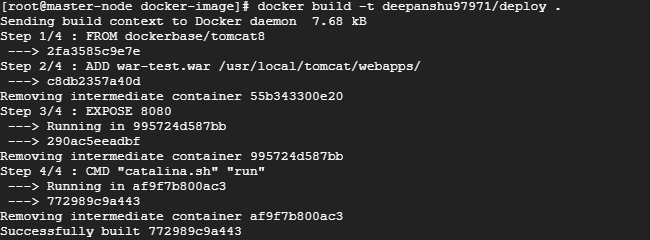 [root@master-node docker-image]# docker build -t deepanshu97971/deploy .
Sending build context to Docker daemon  7.68 kB
Step 1/4 : FROM dockerbase/tomcat8
 ---> 2fa3585c9e7e
Step 2/4 : ADD war-test.war /usr/local/tomcat/webapps/
 ---> c8db2357a40d
Removing intermediate container 55b343300e20
Step 3/4 : EXPOSE 8080
 ---> Running in 995724d587bb
 ---> 290ac5eeadbf
Removing intermediate container 995724d587bb
Step 4/4 : CMD "catalina.sh" "run"
 ---> Running in af9f7b800ac3
 ---> 772989c9a443
Removing intermediate container af9f7b800ac3
Successfully built 772989c9a443